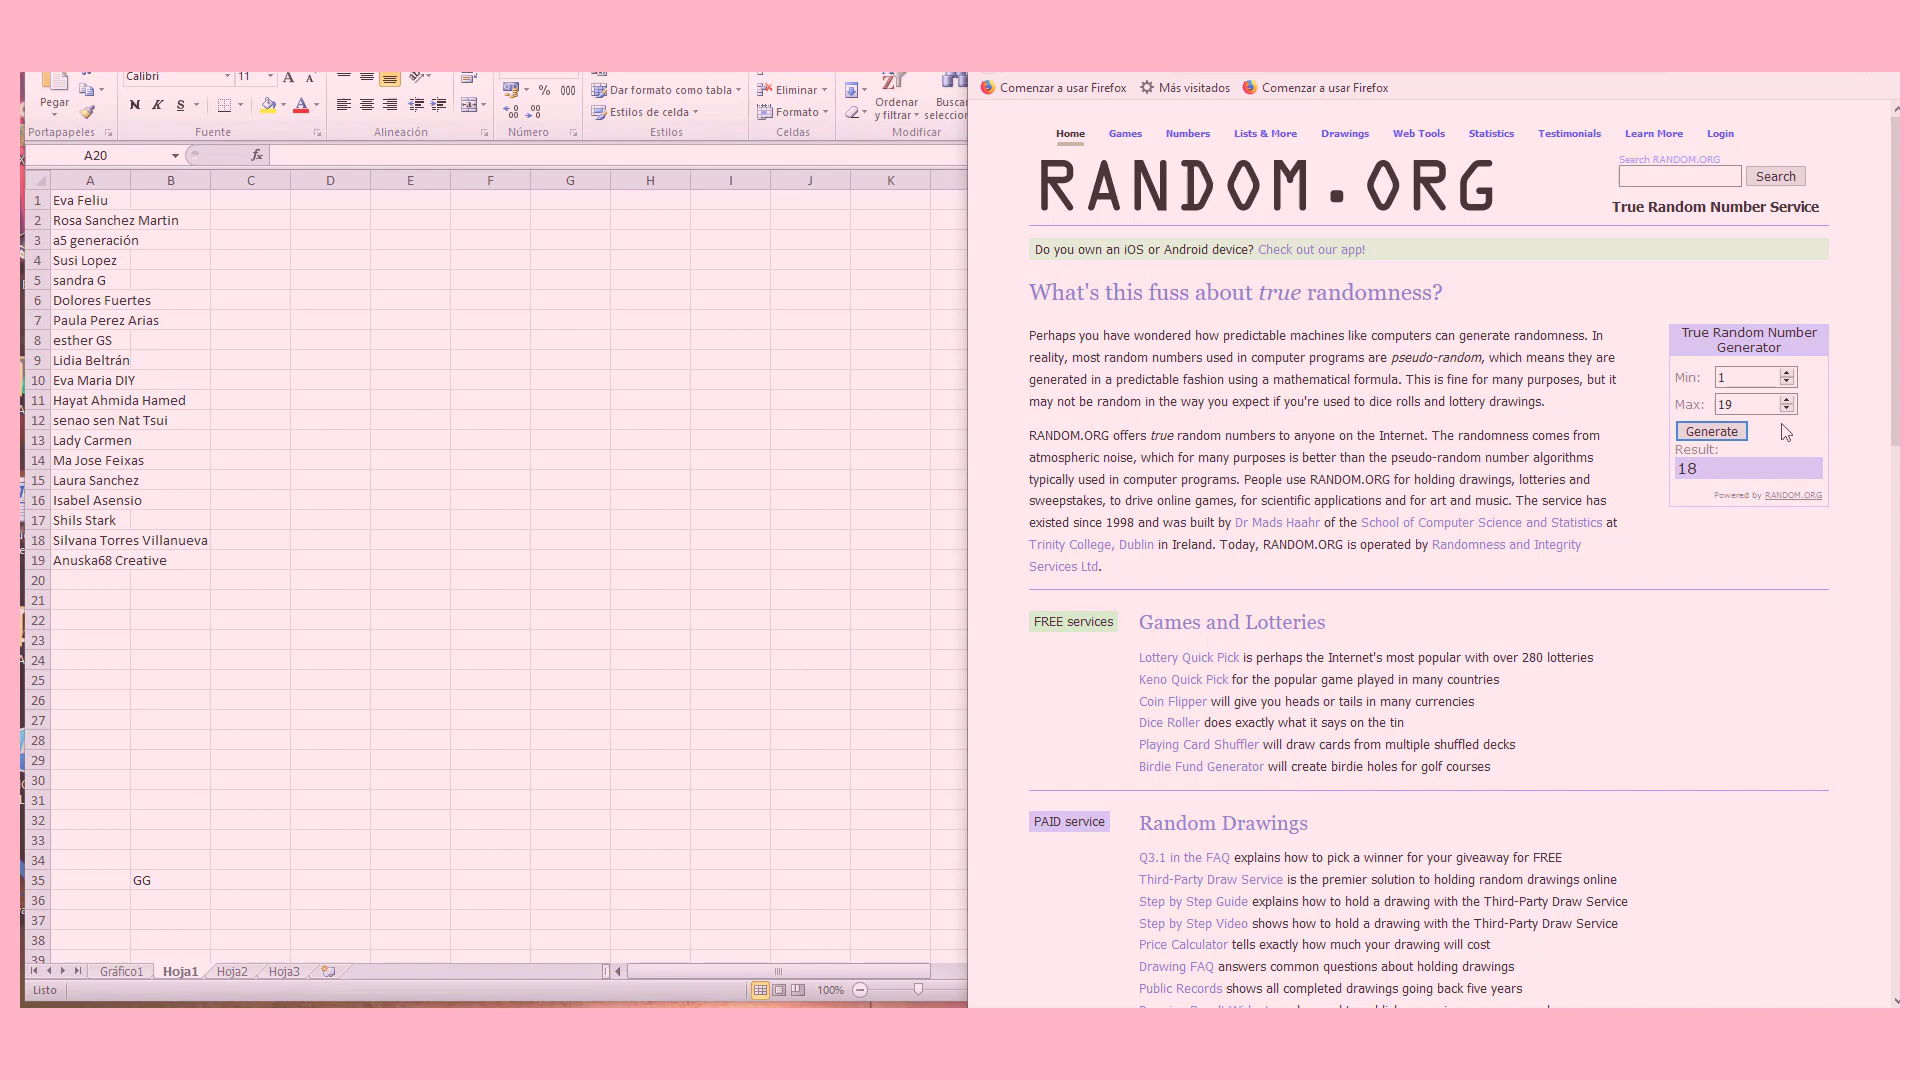 Calibri
11
Pegar
N K S
Portapapeles
Fuente
Alineación
% 000
Número
Dar formato como tabla
Estilos de celda
Estilos
Eliminar
Formato
Celdas
Ordenar
y filtrar
Buscar
seleccion
Modificar
A20
fx
A B C D E F G H I J K
1 Eva Feliu
2 Rosa Sanchez Martin
3 a5 generación
4 Susi Lopez
5 sandra G
6 Dolores Fuertes
7 Paula Perez Arias
8 esther GS
9 Lidia Beltrán
10 Eva Maria DIY
11 Hayat Ahmida Hamed
12 senao sen Nat Tsui
13 Lady Carmen
14 Ma Jose Feixas
15 Laura Sanchez
16 Isabel Asensio
17 Shils Stark
18 Silvana Torres Villanueva
19 Anuska68 Creative
20
21
22
23
24
25
26
27
28
29
30
31
32
33
34
35 GG
36
37
38
39
Gráfico1 Hoja1 Hoja2 Hoja3
Listo
100%
Comenzar a usar Firefox Más visitados Comenzar a usar Firefox
Home Games Numbers Lists & More Drawings Web Tools Statistics Testimonials Learn More Login
RANDOM.ORG
Search RANDOM.ORG
Search
True Random Number Service
Do you own an iOS or Android device? Check out our app!
What's this fuss about true randomness?
Perhaps you have wondered how predictable machines like computers can generate randomness. In
reality, most random numbers used in computer programs are pseudo-random, which means they are
generated in a predictable fashion using a mathematical formula. This is fine for many purposes, but it
may not be random in the way you expect if you're used to dice rolls and lottery drawings.
RANDOM.ORG offers true random numbers to anyone on the Internet. The randomness comes from
atmospheric noise, which for many purposes is better than the pseudo-random number algorithms
typically used in computer programs. People use RANDOM.ORG for holding drawings, lotteries and
sweepstakes, to drive online games, for scientific applications and for art and music. The service has
existed since 1998 and was built by Dr Mads Haahr of the School of Computer Science and Statistics at
Trinity College, Dublin in Ireland. Today, RANDOM.ORG is operated by Randomness and Integrity
Services Ltd.
True Random Number
Generator
Min: 1
Max: 19
Generate
Result:
18
Powered by RANDOM.ORG
FREE services
Games and Lotteries
Lottery Quick Pick is perhaps the Internet's most popular with over 280 lotteries
Keno Quick Pick for the popular game played in many countries
Coin Flipper will give you heads or tails in many currencies
Dice Roller does exactly what it says on the tin
Playing Card Shuffler will draw cards from multiple shuffled decks
Birdie Fund Generator will create birdie holes for golf courses
PAID service
Random Drawings
Q3.1 in the FAQ explains how to pick a winner for your giveaway for FREE
Third-Party Draw Service is the premier solution to holding random drawings online
Step by Step Guide explains how to hold a drawing with the Third-Party Draw Service
Step by Step Video shows how to hold a drawing with the Third-Party Draw Service
Price Calculator tells exactly how much your drawing will cost
Drawing FAQ answers common questions about holding drawings
Public Records shows all completed drawings going back five years